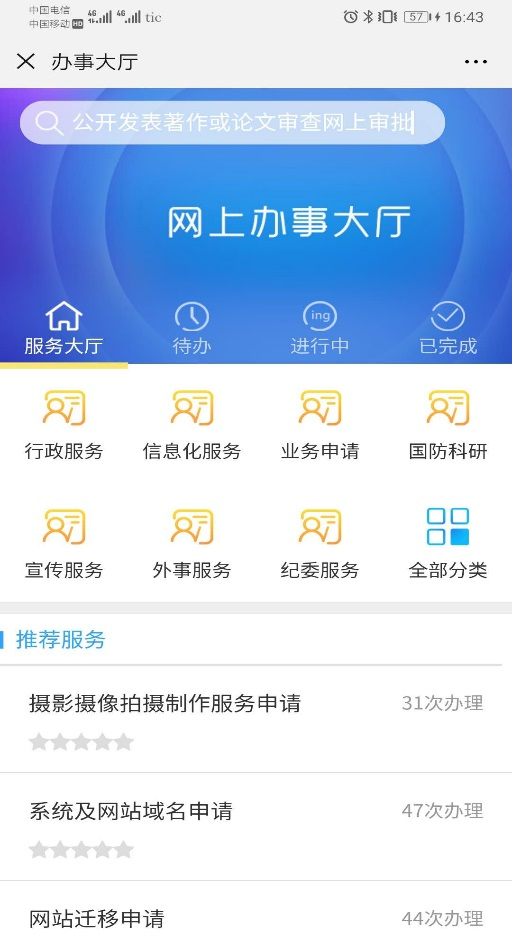 中国电信
中国移动 HD
4G 4G tic
57 16:43
办事大厅
公开发表著作或论文审查网上审批
网上办事大厅
ing
服务大厅 待办 进行中 已完成
行政服务 信息化服务 业务申请 国防科研
宣传服务 外事服务 纪委服务 全部分类
推荐服务
摄影摄像拍摄制作服务申请 31次办理
系统及网站域名申请 47次办理
网站迁移申请 44次办理